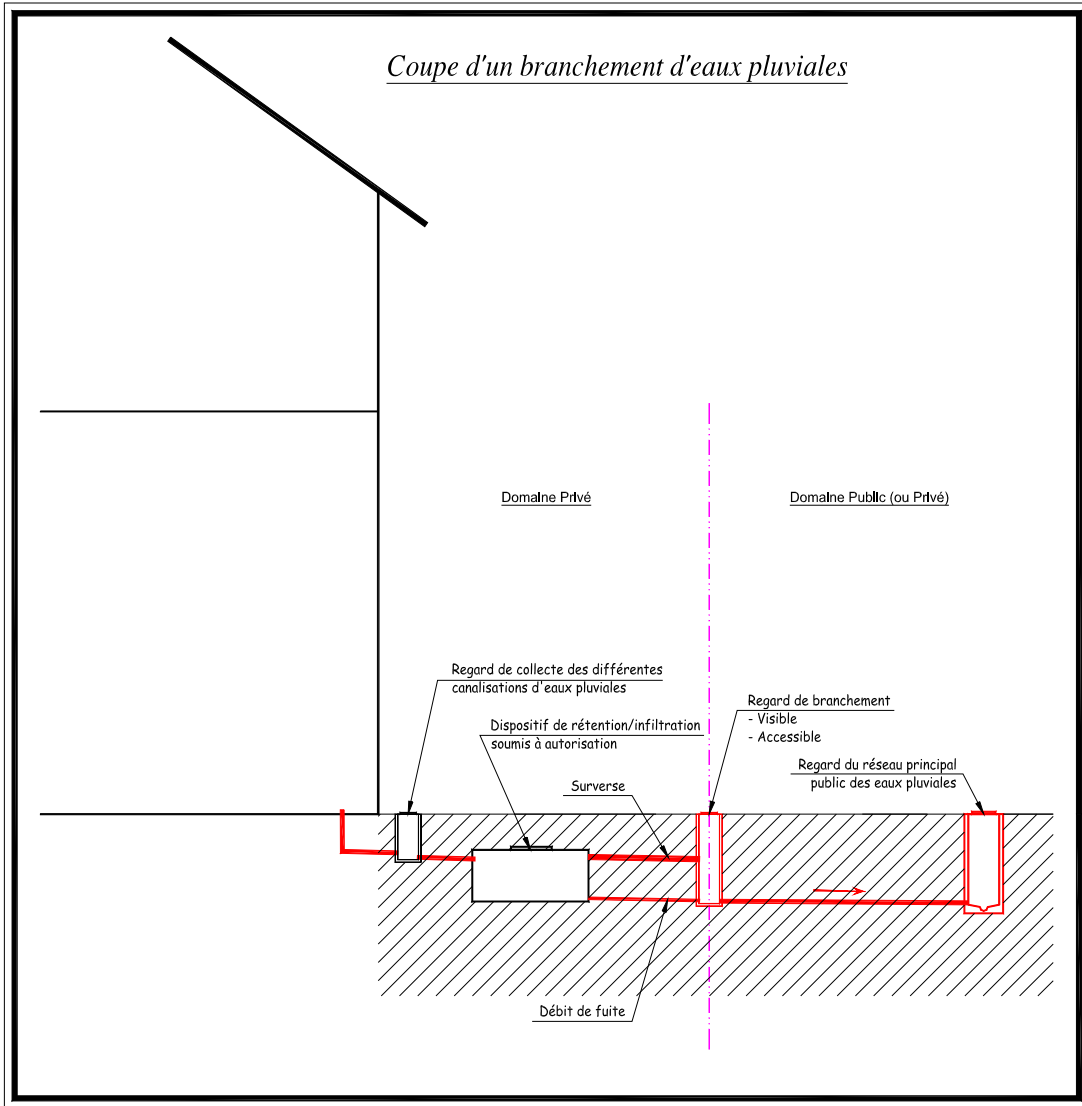 Coupe d'un branchement d'eaux pluviales
Domaine Privé
Domaine Public (ou Privé)
Regard de collecte des différentes
canalisations d'eaux pluviales
Dispositif de rétention/infiltration
soumis à autorisation
Surverse
Regard de branchement
- Visible
- Accessible
Regard du réseau principal
public des eaux pluviales
Débit de fuite